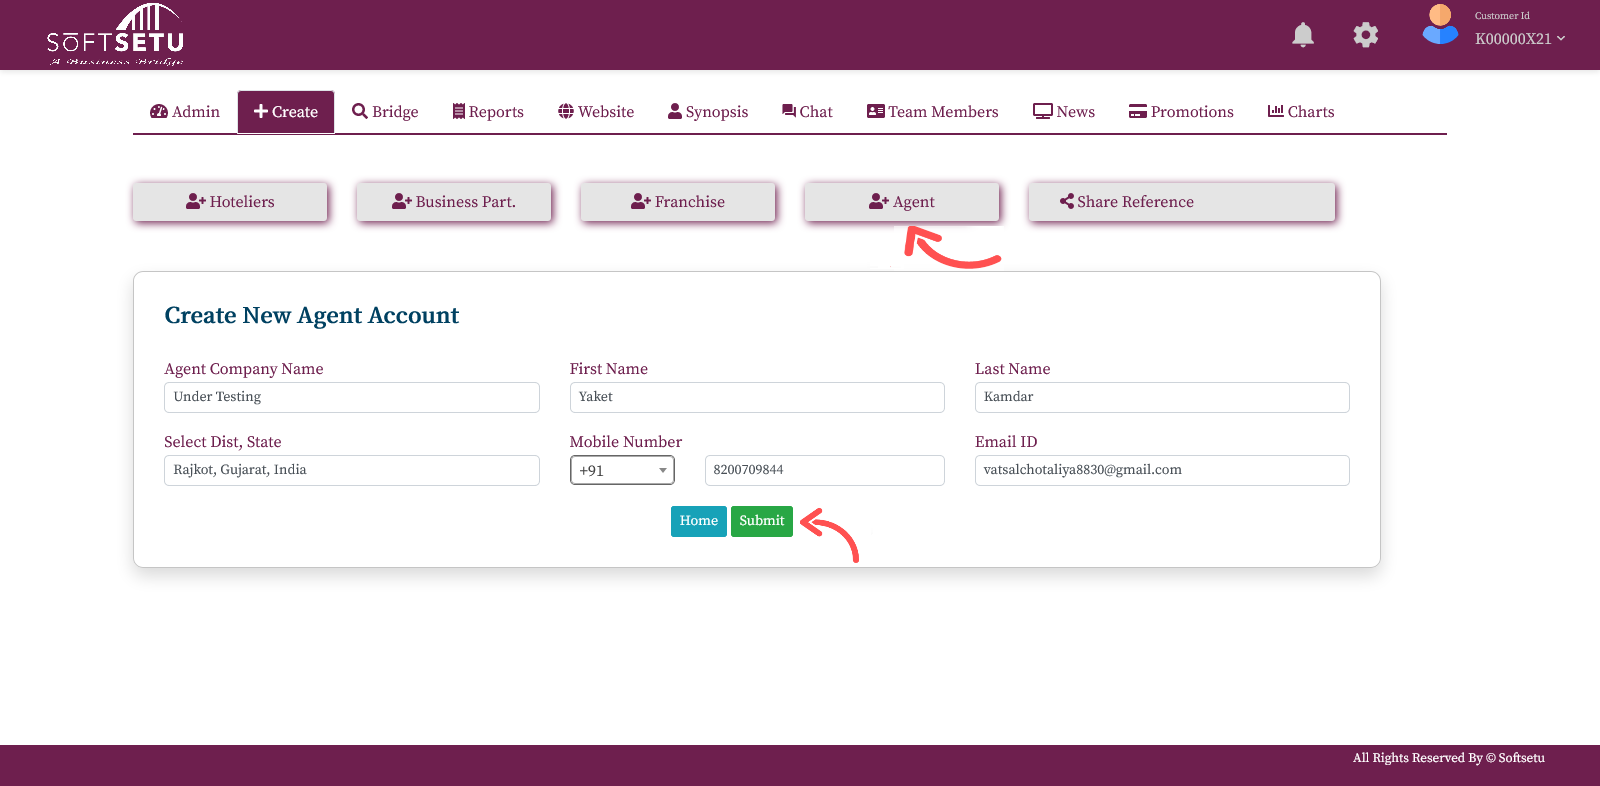 SOFTSETU
A Business Bridge
Customer Id
K00000X21
Admin Create Bridge Reports Website Synopsis Chat Team Members News Promotions Charts
Hoteliers Business Part. Franchise Agent Share Reference
Create New Agent Account
Agent Company Name First Name Last Name
Under Testing Yaket Kamdar
Select Dist, State Mobile Number Email ID
Rajkot, Gujarat, India +91 8200709844 vatsalchotaliya8830@gmail.com
Home Submit
All Rights Reserved By © Softsetu